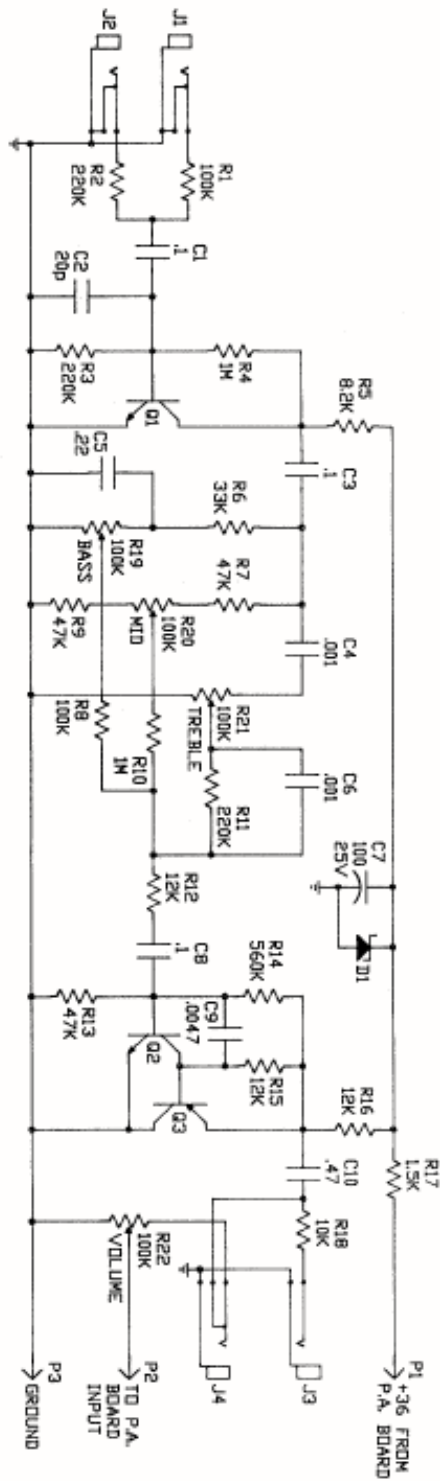 J1
J2
R1
100K
R2
220K
C1
.1
C2
20p
R3
220K
R4
1M
R5
8.2K
Q1
C3
.1
C5
.22
R6
33K
R19
100K
BASS
R7
47K
R20
100K
MID
R9
47K
C4
.001
R21
100K
TREBLE
R8
100K
R10
1M
R11
220K
C6
.001
R12
12K
C7
100
25V
D1
C8
.1
R13
47K
R14
560K
C9
.0047
R15
12K
Q2
Q3
R16
12K
R17
1.5K
C10
.47
R18
10K
R22
100K
VOLUME
J3
J4
P1
+36 FROM
P.A. BOARD
P2
TO P.A.
BOARD
INPUT
P3
GROUND